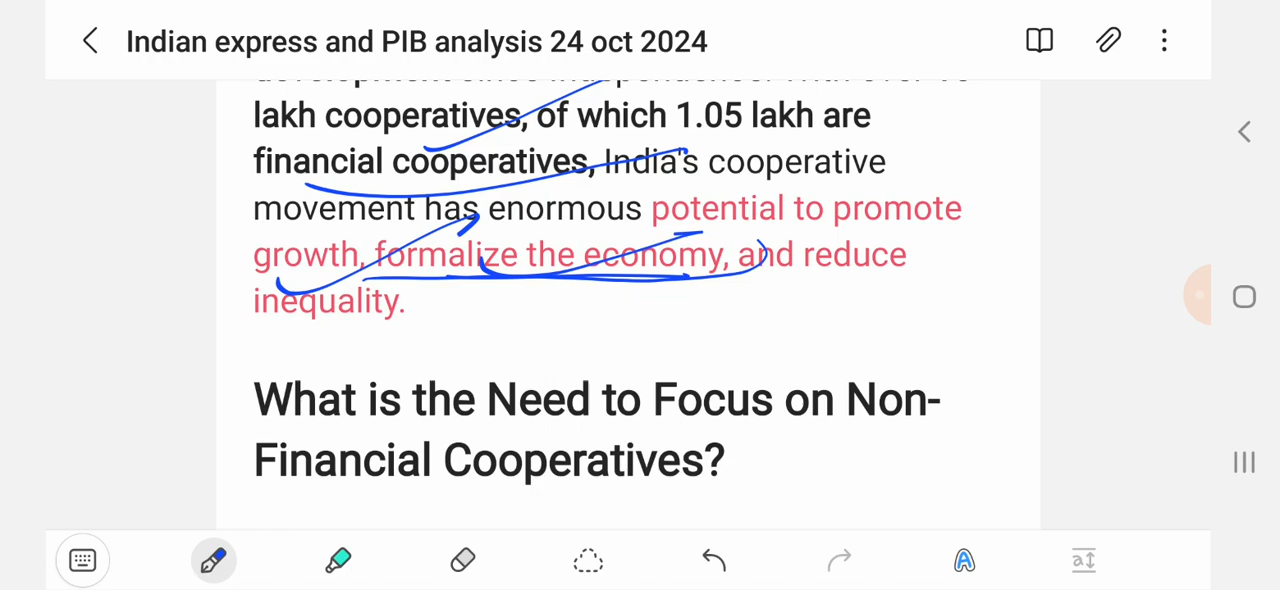 Indian express and PIB analysis 24 oct 2024
lakh cooperatives, of which 1.05 lakh are
financial cooperatives, India's cooperative
movement has enormous potential to promote
growth, formalize the economy, and reduce
inequality.
What is the Need to Focus on Non-
Financial Cooperatives?